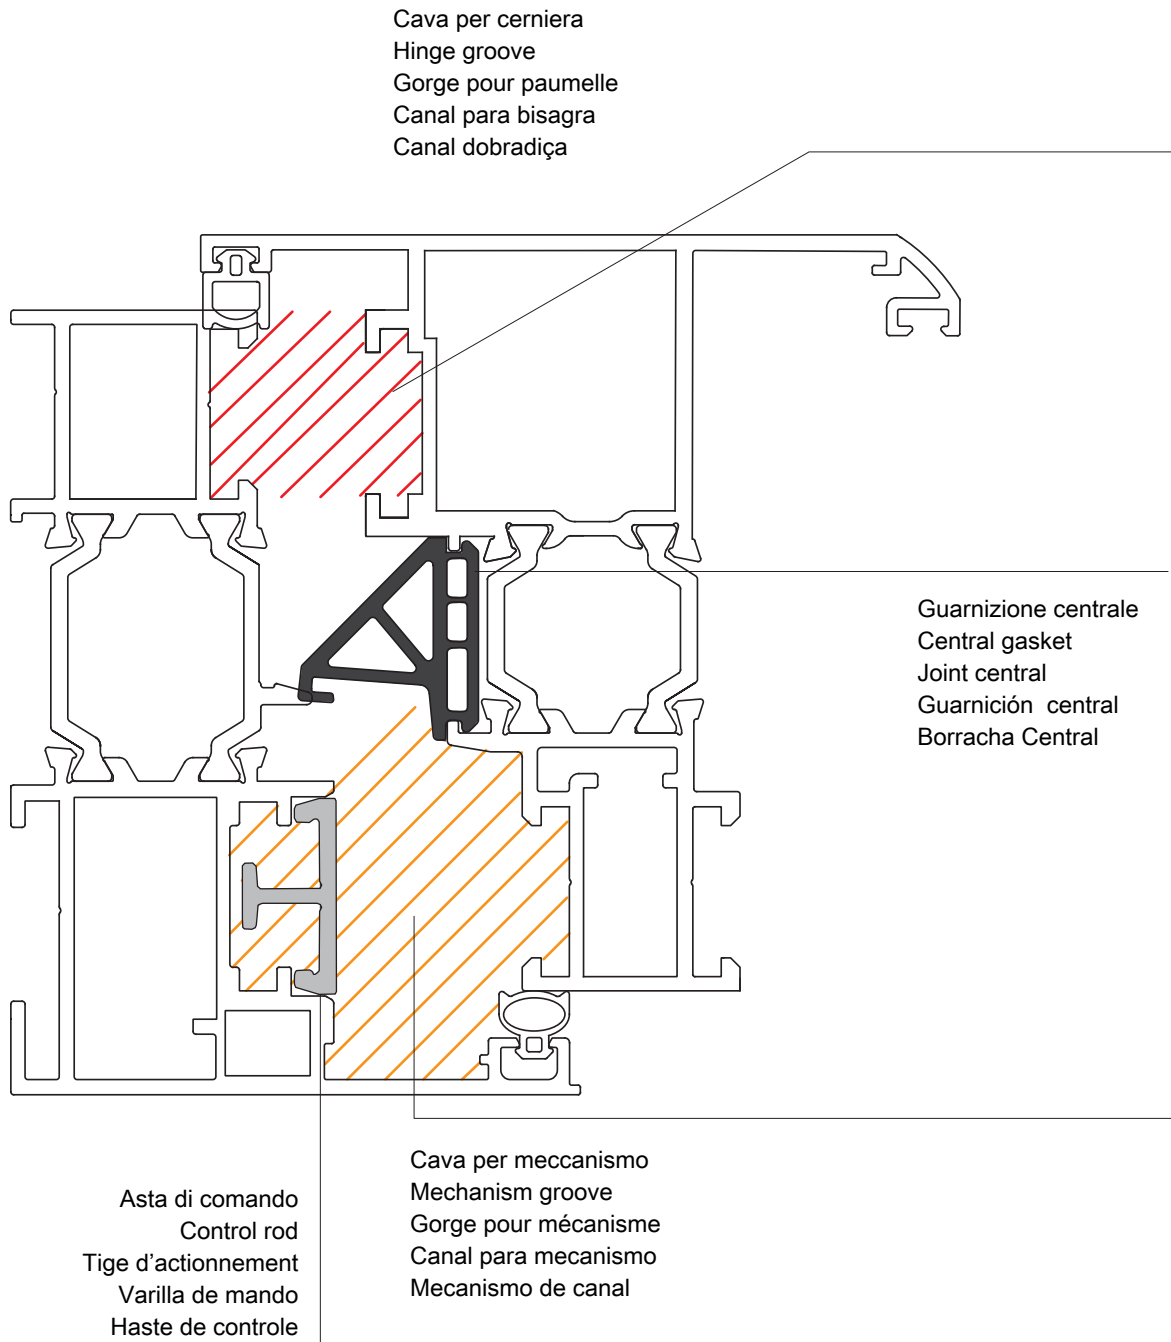 Cava per cerniera
Hinge groove
Gorge pour paumelle
Canal para bisagra
Canal dobradiça
Guarnizione centrale
Central gasket
Joint central
Guarnición central
Borracha Central
Cava per meccanismo
Mechanism groove
Gorge pour mécanisme
Canal para mecanismo
Mecanismo de canal
Asta di comando
Control rod
Tige d'actionnement
Varilla de mando
Haste de controle